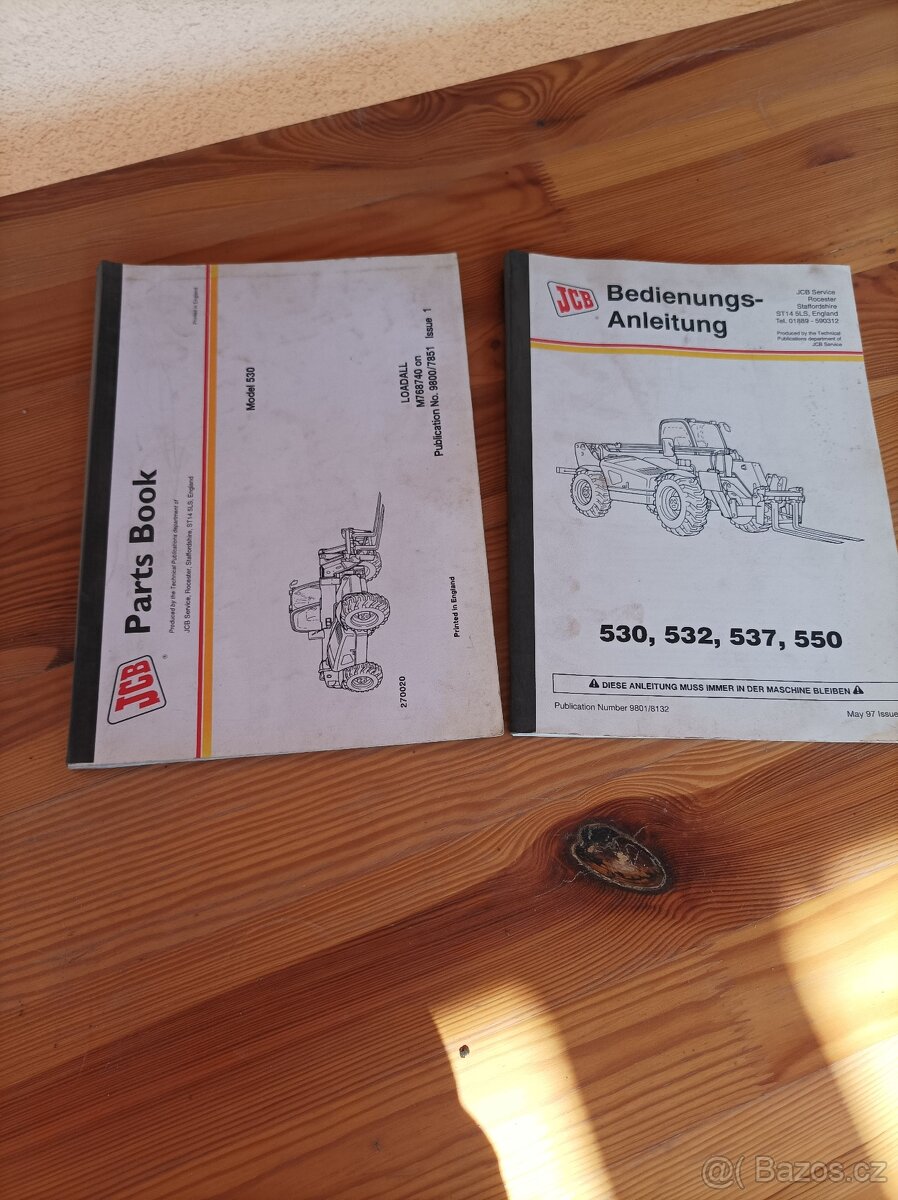 JCB
Parts Book
Produced by the Technical Publications department of
JCB Service, Rocester, Staffordshire, ST14 5LS, England
Printed in England
Model 530
LOADALL
M768740 on
Publication No. 9800/7851 Issue 1
270020
Printed in England
JCB
Bedienungs-
Anleitung
JCB Service
Rocester
Staffordshire
ST14 5LS, England
Tel. 01889 - 590312
Produced by the Technical
Publications department of
JCB Service
530, 532, 537, 550
⚠ DIESE ANLEITUNG MUSS IMMER IN DER MASCHINE BLEIBEN ⚠
Publication Number 9801/8132
May 97 Issue
@( Bazos.cz